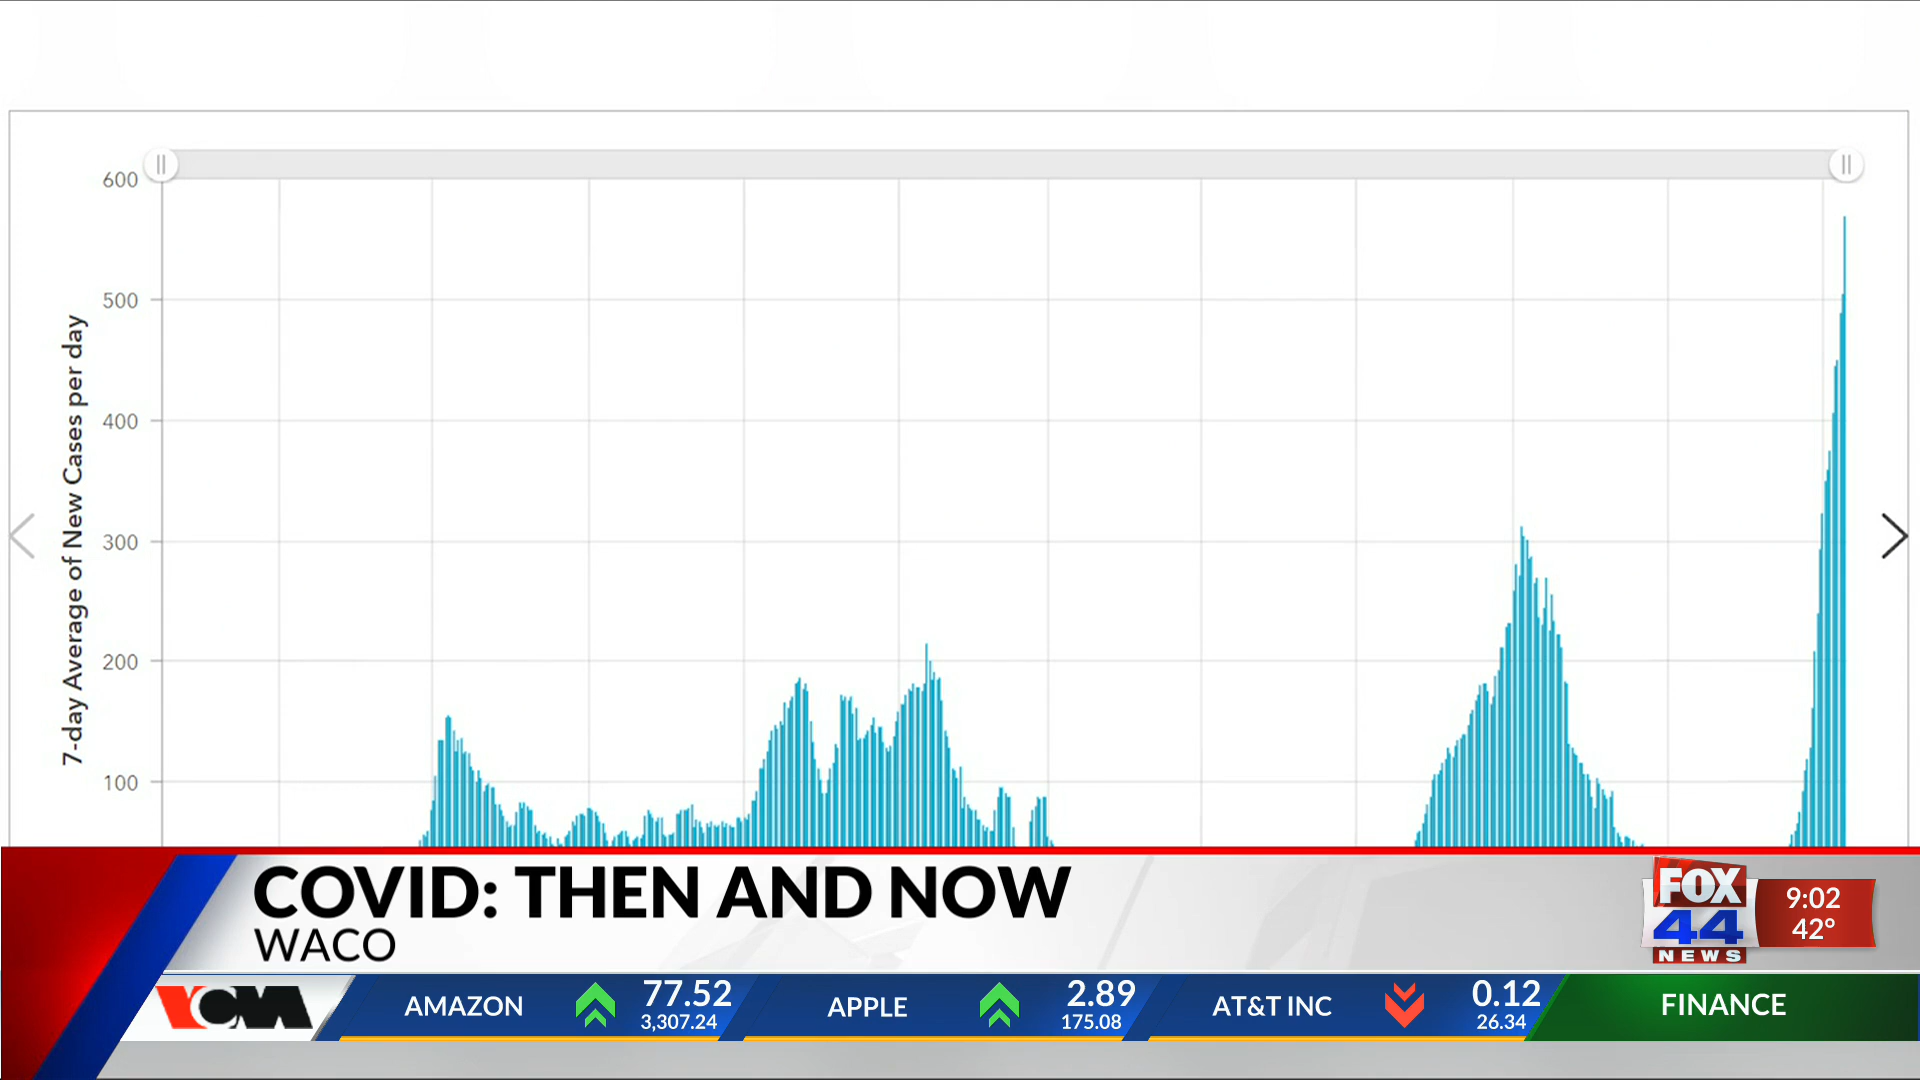 600
500
400
300
200
100
7-day Average of New Cases per day
COVID: THEN AND NOW
WACO
FOX
44
NEWS
9:02
42°
AMAZON
77.52
3,307.24
APPLE
2.89
175.08
AT&T INC
0.12
26.34
FINANCE